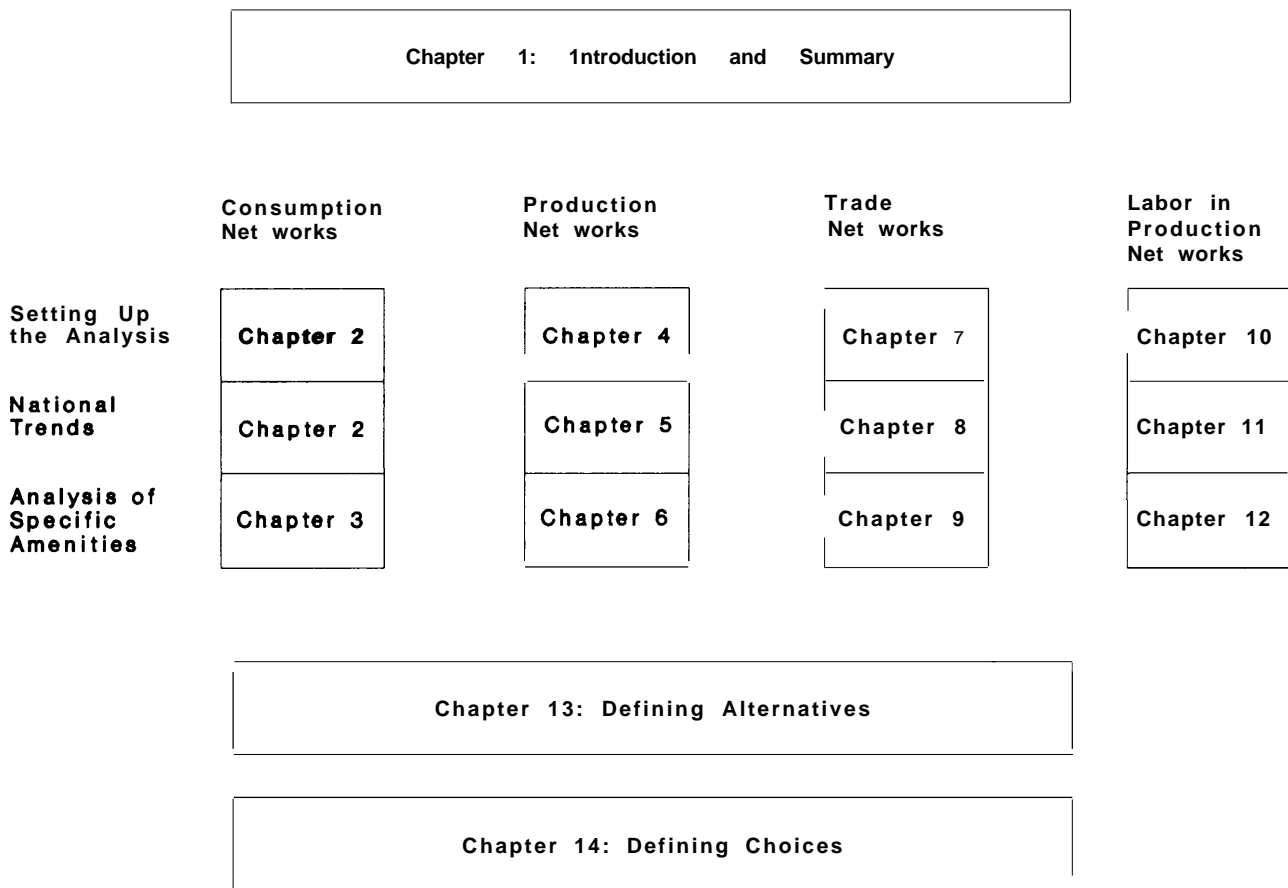 Chapter 1: 1ntroduction and Summary
Consumption
Net works
Production
Net works
Trade
Net works
Labor in
Production
Net works
Setting Up
the Analysis
Chapter 2
Chapter 4
Chapter 7
Chapter 10
National
Trends
Chapter 2
Chapter 5
Chapter 8
Chapter 11
Analysis of
Specific
Amenities
Chapter 3
Chapter 6
Chapter 9
Chapter 12
Chapter 13: Defining Alternatives
Chapter 14: Defining Choices